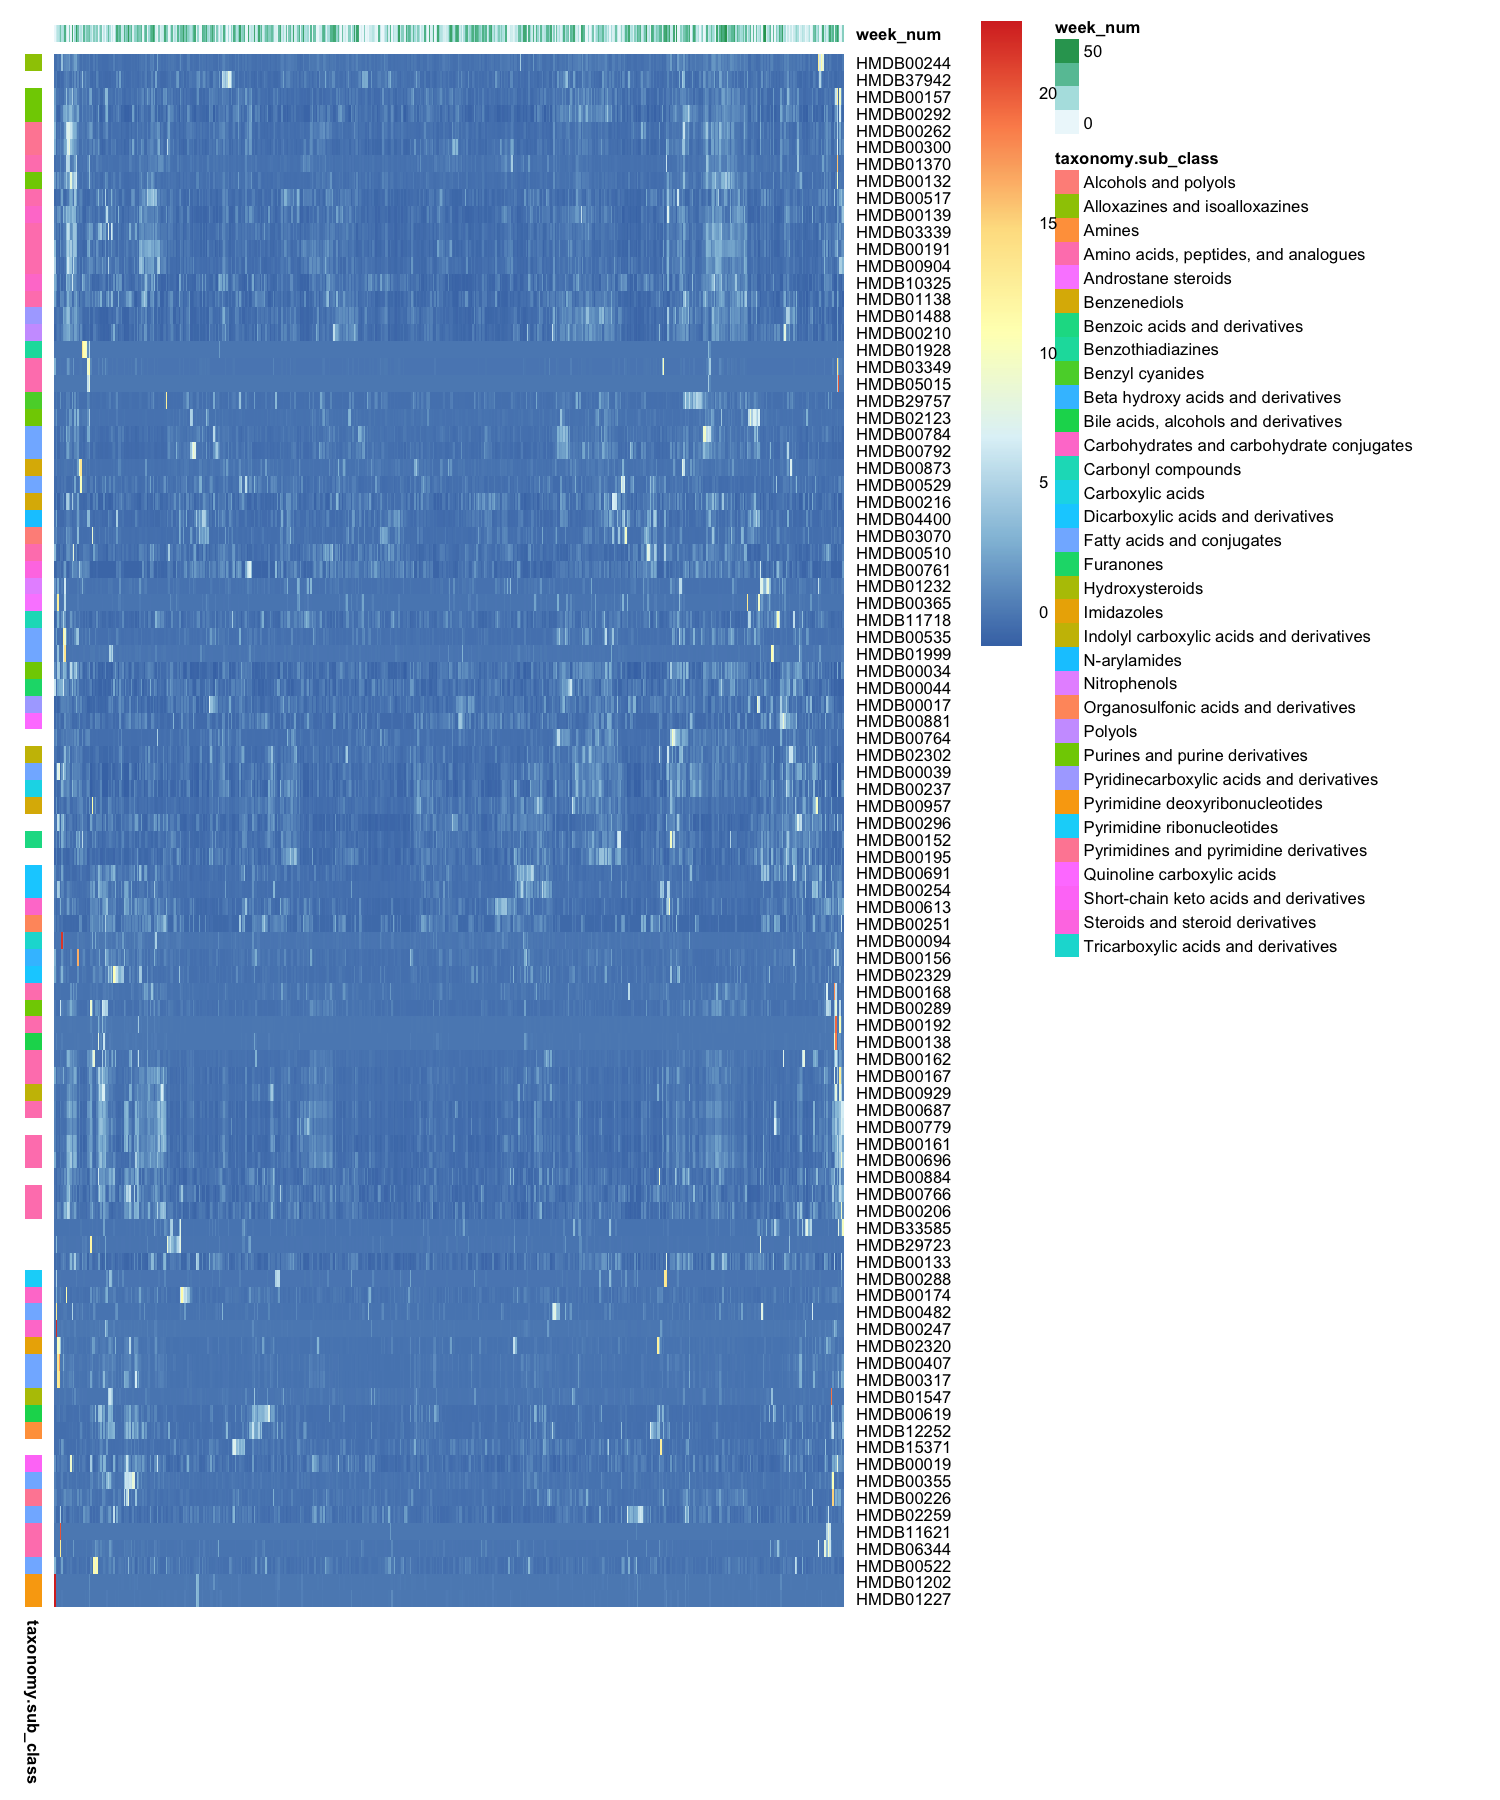 week_num
HMDB00244
HMDB37942
HMDB00157
HMDB00292
HMDB00262
HMDB00300
HMDB01370
HMDB00132
HMDB00517
HMDB00139
HMDB03339
HMDB00191
HMDB00904
HMDB10325
HMDB01138
HMDB01488
HMDB00210
HMDB01928
HMDB03349
HMDB05015
HMDB29757
HMDB02123
HMDB00784
HMDB00792
HMDB00873
HMDB00529
HMDB00216
HMDB04400
HMDB03070
HMDB00510
HMDB00761
HMDB01232
HMDB00365
HMDB11718
HMDB00535
HMDB01999
HMDB00034
HMDB00044
HMDB00017
HMDB00881
HMDB00764
HMDB02302
HMDB00039
HMDB00237
HMDB00957
HMDB00296
HMDB00152
HMDB00195
HMDB00691
HMDB00254
HMDB00613
HMDB00251
HMDB00094
HMDB00156
HMDB02329
HMDB00168
HMDB00289
HMDB00192
HMDB00138
HMDB00162
HMDB00167
HMDB00929
HMDB00687
HMDB00779
HMDB00161
HMDB00696
HMDB00884
HMDB00766
HMDB00206
HMDB33585
HMDB29723
HMDB00133
HMDB00288
HMDB00174
HMDB00482
HMDB00247
HMDB02320
HMDB00407
HMDB00317
HMDB01547
HMDB00619
HMDB12252
HMDB15371
HMDB00019
HMDB00355
HMDB00226
HMDB02259
HMDB11621
HMDB06344
HMDB00522
HMDB01202
HMDB01227
taxonomy.sub_class
20
15
10
5
0
week_num
50
0
taxonomy.sub_class
Alcohols and polyols
Alloxazines and isoalloxazines
Amines
Amino acids, peptides, and analogues
Androstane steroids
Benzenediols
Benzoic acids and derivatives
Benzothiadiazines
Benzyl cyanides
Beta hydroxy acids and derivatives
Bile acids, alcohols and derivatives
Carbohydrates and carbohydrate conjugates
Carbonyl compounds
Carboxylic acids
Dicarboxylic acids and derivatives
Fatty acids and conjugates
Furanones
Hydroxysteroids
Imidazoles
Indolyl carboxylic acids and derivatives
N-arylamides
Nitrophenols
Organosulfonic acids and derivatives
Polyols
Purines and purine derivatives
Pyridinecarboxylic acids and derivatives
Pyrimidine deoxyribonucleotides
Pyrimidine ribonucleotides
Pyrimidines and pyrimidine derivatives
Quinoline carboxylic acids
Short-chain keto acids and derivatives
Steroids and steroid derivatives
Tricarboxylic acids and derivatives